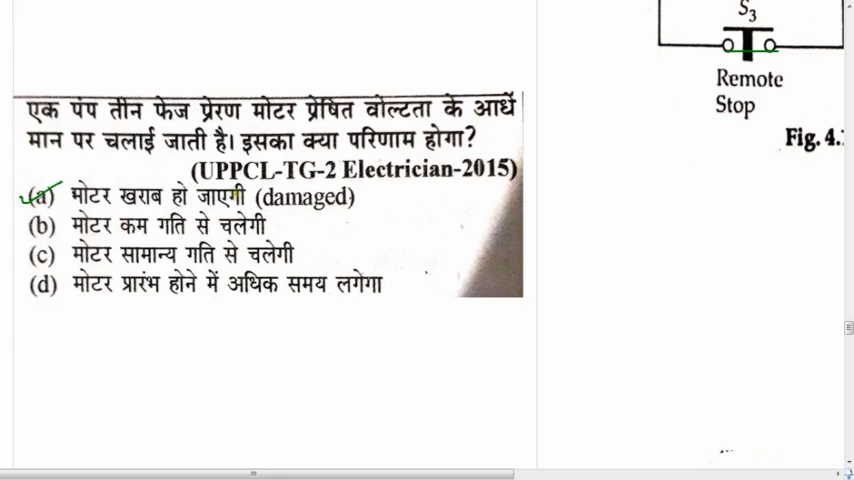 एक पंप तीन फेज प्रेरण मोटर प्रेषित वोल्टता के आधे
मान पर चलाई जाती है। इसका क्या परिणाम होगा?
(UPPCL-TG-2 Electrician-2015)
(a) मोटर खराब हो जाएगी (damaged)
(b) मोटर कम गति से चलेगी
(c) मोटर सामान्य गति से चलेगी
(d) मोटर प्रारंभ होने में अधिक समय लगेगा
S3
Remote
Stop
Fig. 4.